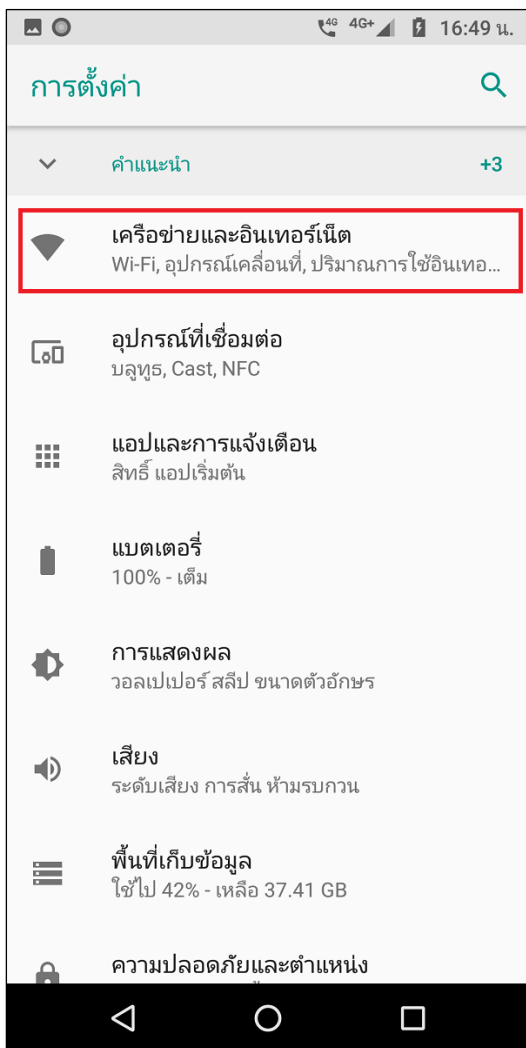 4G 4G+ 16:49 น.
การตั้งค่า
คำแนะนำ +3
เครือข่ายและอินเทอร์เน็ต
Wi-Fi, อุปกรณ์เคลื่อนที่, ปริมาณการใช้อินเทอ...
อุปกรณ์ที่เชื่อมต่อ
บลูทูธ, Cast, NFC
แอปและการแจ้งเตือน
สิทธิ์ แอปเริ่มต้น
แบตเตอรี่
100% - เต็ม
การแสดงผล
วอลเปเปอร์ สลีป ขนาดตัวอักษร
เสียง
ระดับเสียง การสั่น ห้ามรบกวน
พื้นที่เก็บข้อมูล
ใช้ไป 42% - เหลือ 37.41 GB
ความปลอดภัยและตำแหน่ง